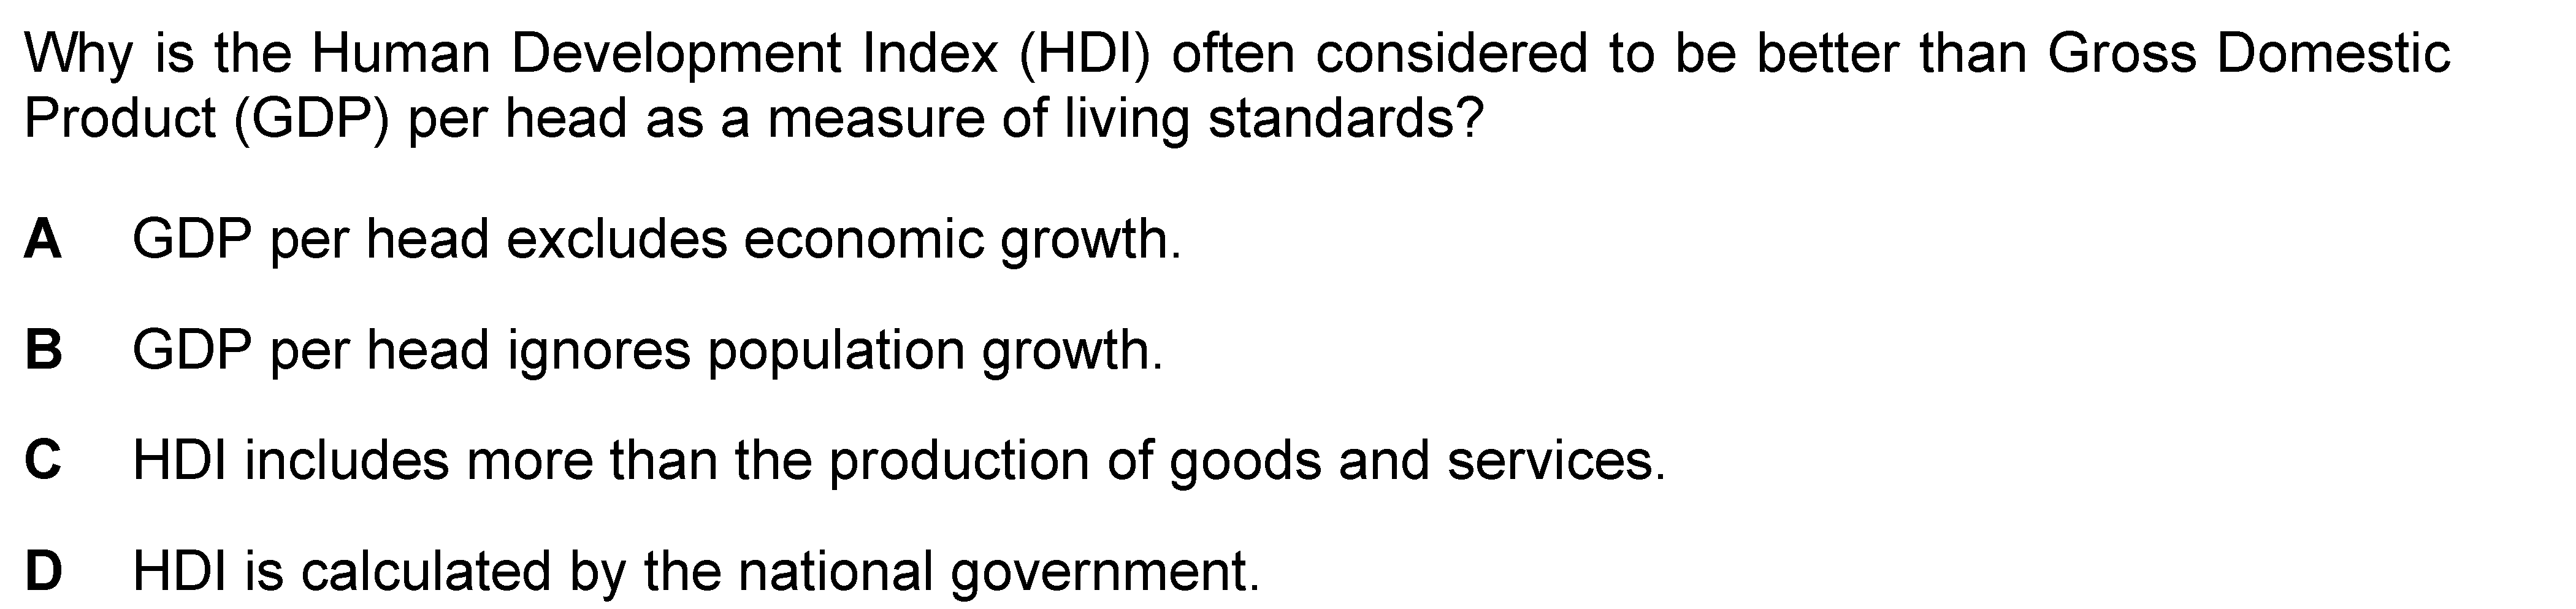 Why is the Human Development Index (HDI) often considered to be better than Gross Domestic
Product (GDP) per head as a measure of living standards?
A GDP per head excludes economic growth.
B GDP per head ignores population growth.
C HDI includes more than the production of goods and services.
D HDI is calculated by the national government.